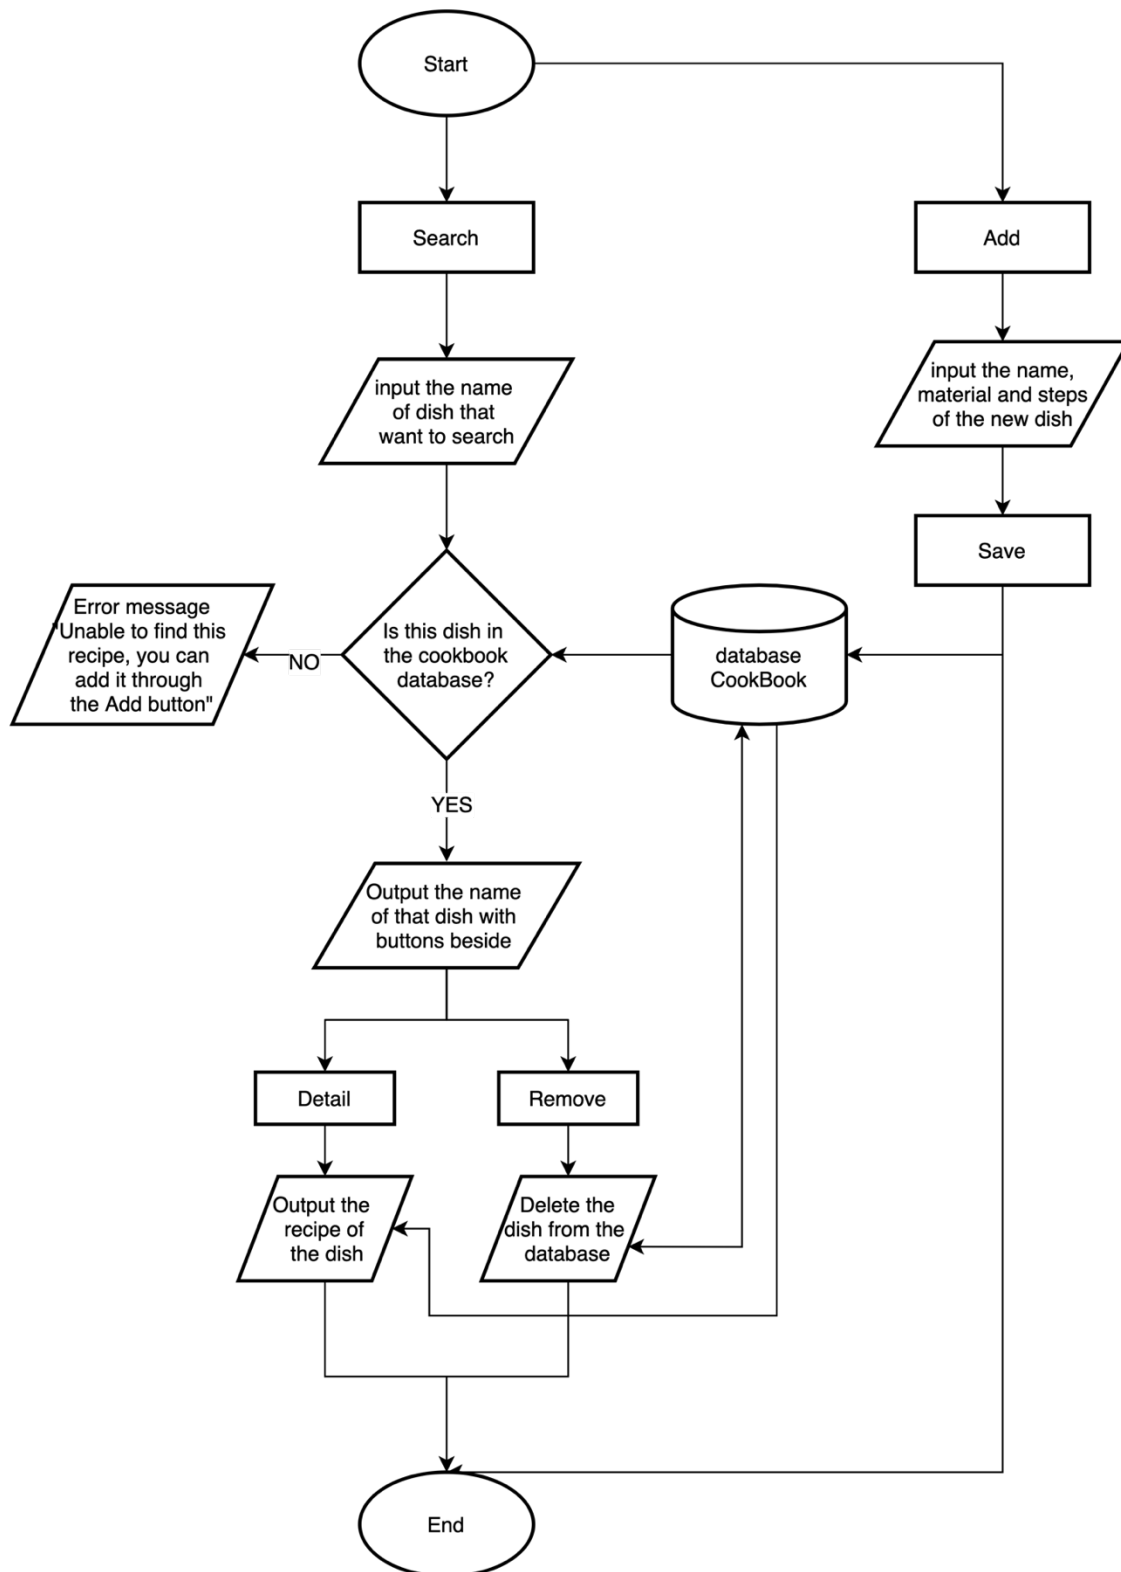 Start
Search
Add
input the name
of dish that
want to search
input the name,
material and steps
of the new dish
Save
Error message
"Unable to find this
recipe, you can
add it through
the Add button"
NO
Is this dish in
the cookbook
database?
database
CookBook
YES
Output the name
of that dish with
buttons beside
Detail
Remove
Output the
recipe of
the dish
Delete the
dish from the
database
End